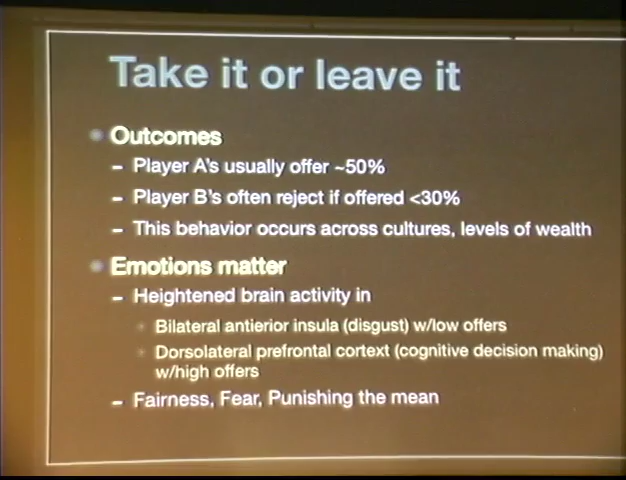 Take it or leave it
Outcomes
– Player A's usually offer ~50%
– Player B's often reject if offered <30%
– This behavior occurs across cultures, levels of wealth
Emotions matter
– Heightened brain activity in
Bilateral antierior insula (disgust) w/low offers
Dorsolateral prefrontal cortex (cognitive decision making)
w/high offers
– Fairness, Fear, Punishing the mean